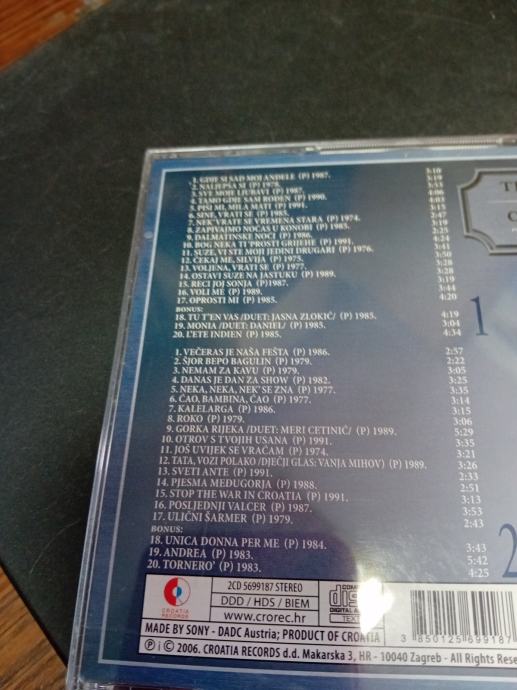 1. GDJE SI SAD MOJ ANĐELE (P) 1987. 3:10
2. NALJEPŠA SI (P) 1978. 3:19
3. SVE MOJE LJUBAVI (P) 1987. 3:33
4. TAMO GDJE SAM ROĐEN (P) 1990. 4:06
5. PIŠI MI, MILA MATI (P) 1991. 4:03
6. SINE, VRATI SE (P) 1985. 3:15
7. NEK' VRATE SE VREMENA STARA (P) 1974. 2:47
8. ZAPIVAJMO NOĆAS U KONOBI (P) 1985. 3:19
9. DALMATINSKE NOĆI (P) 1986. 2:25
10. BOG NEKA TI PROSTI GRIJEHE (P) 1991. 4:24
11. SUZE, VI STE MOJI JEDINI DRUGARI (P) 1976. 3:41
12. ČEKAJ ME, SILVIJA (P) 1975. 3:50
13. VOLJENA, VRATI SE (P) 1977. 3:28
14. OSTAVI SUZE NA JASTUKU (P) 1989. 3:28
15. RECI JOJ SONJA (P)1987. 3:19
16. VOLI ME (P) 1989. 3:44
17. OPROSTI MI (P) 1985. 4:20
BONUS:
18. TU T'EN VAS /DUET: JASNA ZLOKIĆ/ (P) 1985. 4:19
19. MONIA /DUET: DANIEL/ (P) 1985. 3:04
20. L'ETE INDIEN (P) 1985. 4:34
1
1. VEČERAS JE NAŠA FEŠTA (P) 1986. 2:57
2. ŠJOR BEPO BAGULIN (P) 1979. 3:22
3. NEMAM ZA KAVU (P) 1979. 3:05
4. DANAS JE DAN ZA SHOW (P) 1982. 3:25
5. NEKA, NEKA, NEK' SE ZNA (P) 1977. 3:35
6. ĆAO, BAMBINA, ĆAO (P) 1977. 3:14
7. KALELARGA (P) 1986. 3:15
8. ROKO (P) 1979. 3:06
9. GORKA RIJEKA /DUET: MERI CETINIĆ/ (P) 1989. 5:29
10. OTROV S TVOJIH USANA (P) 1991. 3:35
11. JOŠ UVIJEK SE VRAĆAM (P) 1974. 3:21
12. TATA, VOZI POLAKO /DJEČJI GLAS: VANJA MIHOV/ (P) 1989. 3:26
13. SVETI ANTE (P) 1991. 2:33
14. PJESMA MEĐUGORJA (P) 1988. 2:51
15. STOP THE WAR IN CROATIA (P) 1991. 3:13
16. POSLJEDNJI VALCER (P) 1987. 3:53
17. ULIČNI ŠARMER (P) 1979. 2:43
BONUS:
18. UNICA DONNA PER ME (P) 1984. 3:43
19. ANDREA (P) 1983. 5:42
20. TORNERO' (P) 1983. 4:25
2
CROATIA RECORDS
2CD 5699187 STEREO
DDD / HDS / BIEM
www.crorec.hr
MADE BY SONY - DADC Austria; PRODUCT OF CROATIA
DIGITAL AUDIO
TEXT
3 850125 699187
℗ i © 2006. CROATIA RECORDS d.d. Makarska 3, HR - 10040 Zagreb - All Rights Rese